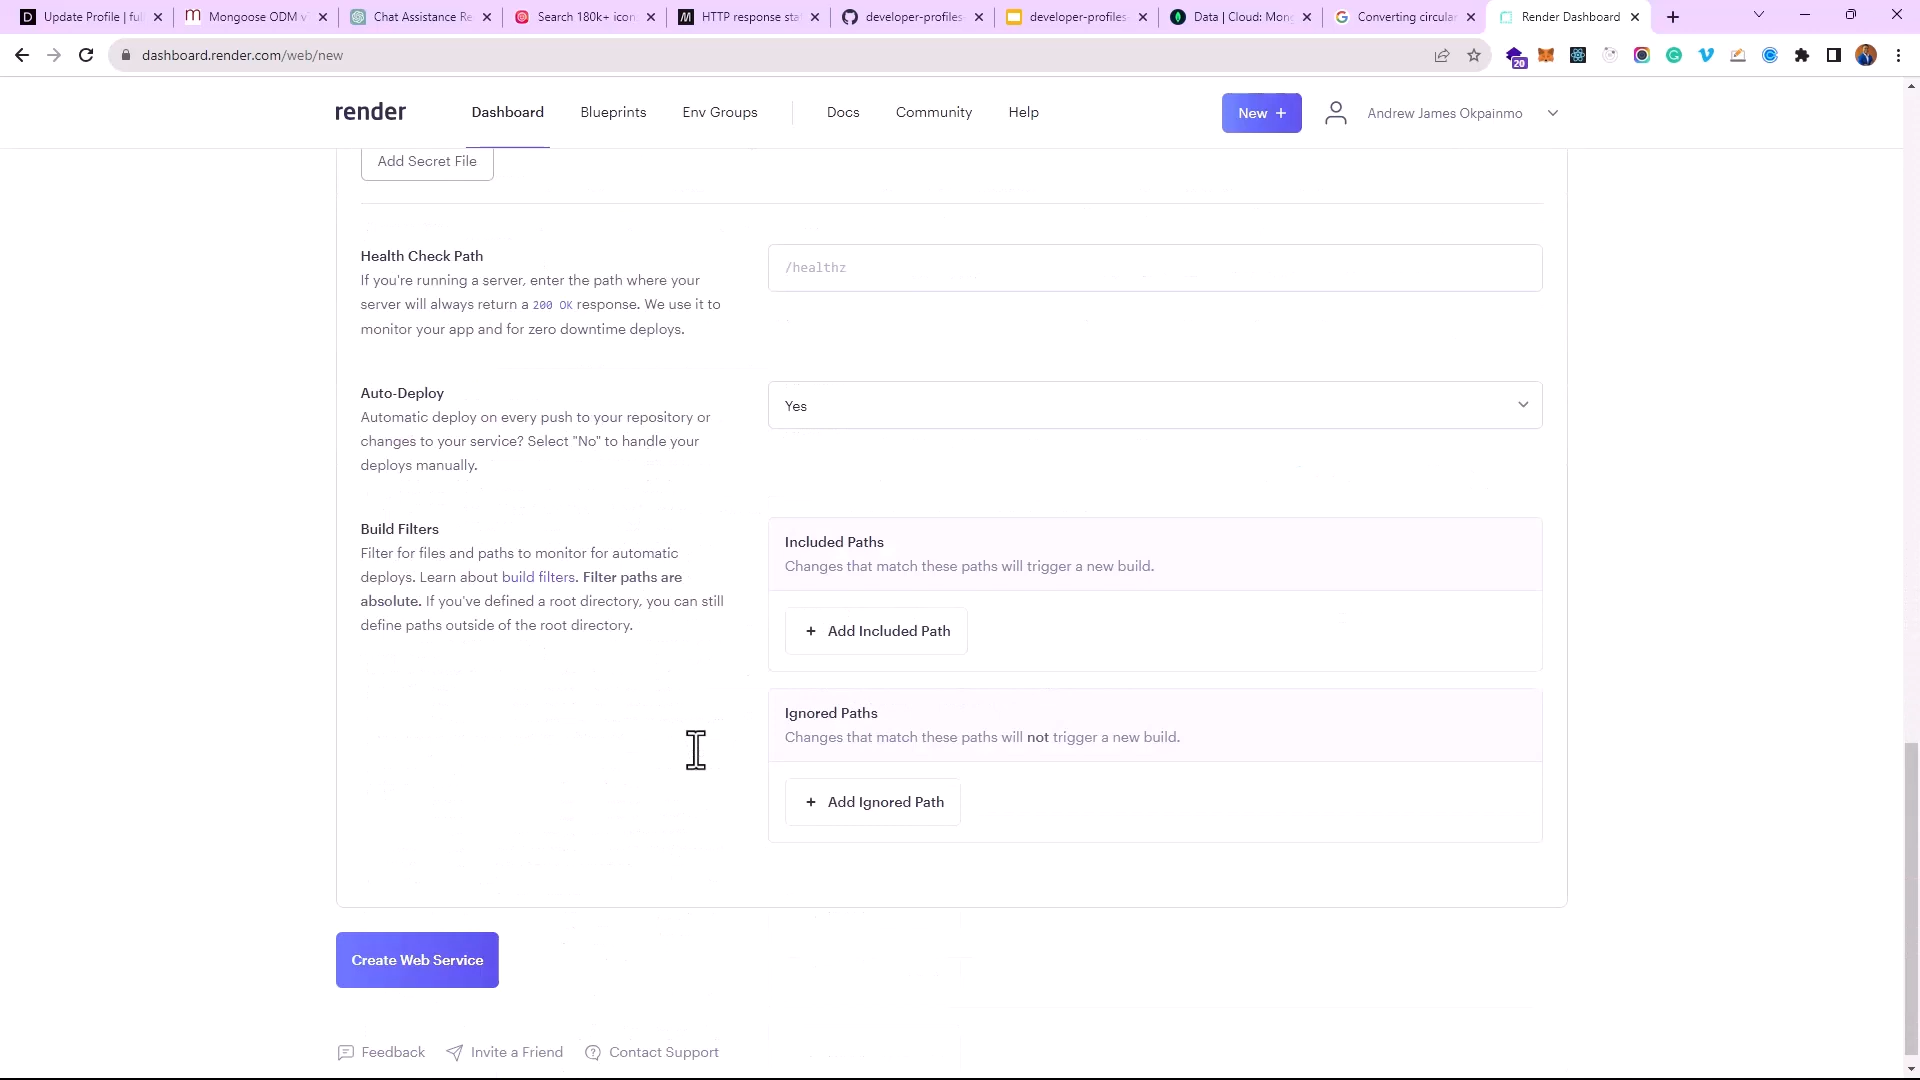 Update Profile | ful
Mongoose ODM v
Chat Assistance Re
Search 180k+ icon
HTTP response sta
developer-profiles-
developer-profiles-
Data | Cloud: Mon
Converting circular
Render Dashboard
dashboard.render.com/web/new
20
render
Dashboard
Blueprints
Env Groups
Docs
Community
Help
New +
Andrew James Okpainmo
Add Secret File
Health Check Path
If you're running a server, enter the path where your
server will always return a 200 OK response. We use it to
monitor your app and for zero downtime deploys.
/healthz
Auto-Deploy
Automatic deploy on every push to your repository or
changes to your service? Select "No" to handle your
deploys manually.
Yes
Build Filters
Filter for files and paths to monitor for automatic
deploys. Learn about build filters. Filter paths are
absolute. If you've defined a root directory, you can still
define paths outside of the root directory.
Included Paths
Changes that match these paths will trigger a new build.
+ Add Included Path
Ignored Paths
Changes that match these paths will not trigger a new build.
+ Add Ignored Path
Create Web Service
Feedback
Invite a Friend
Contact Support